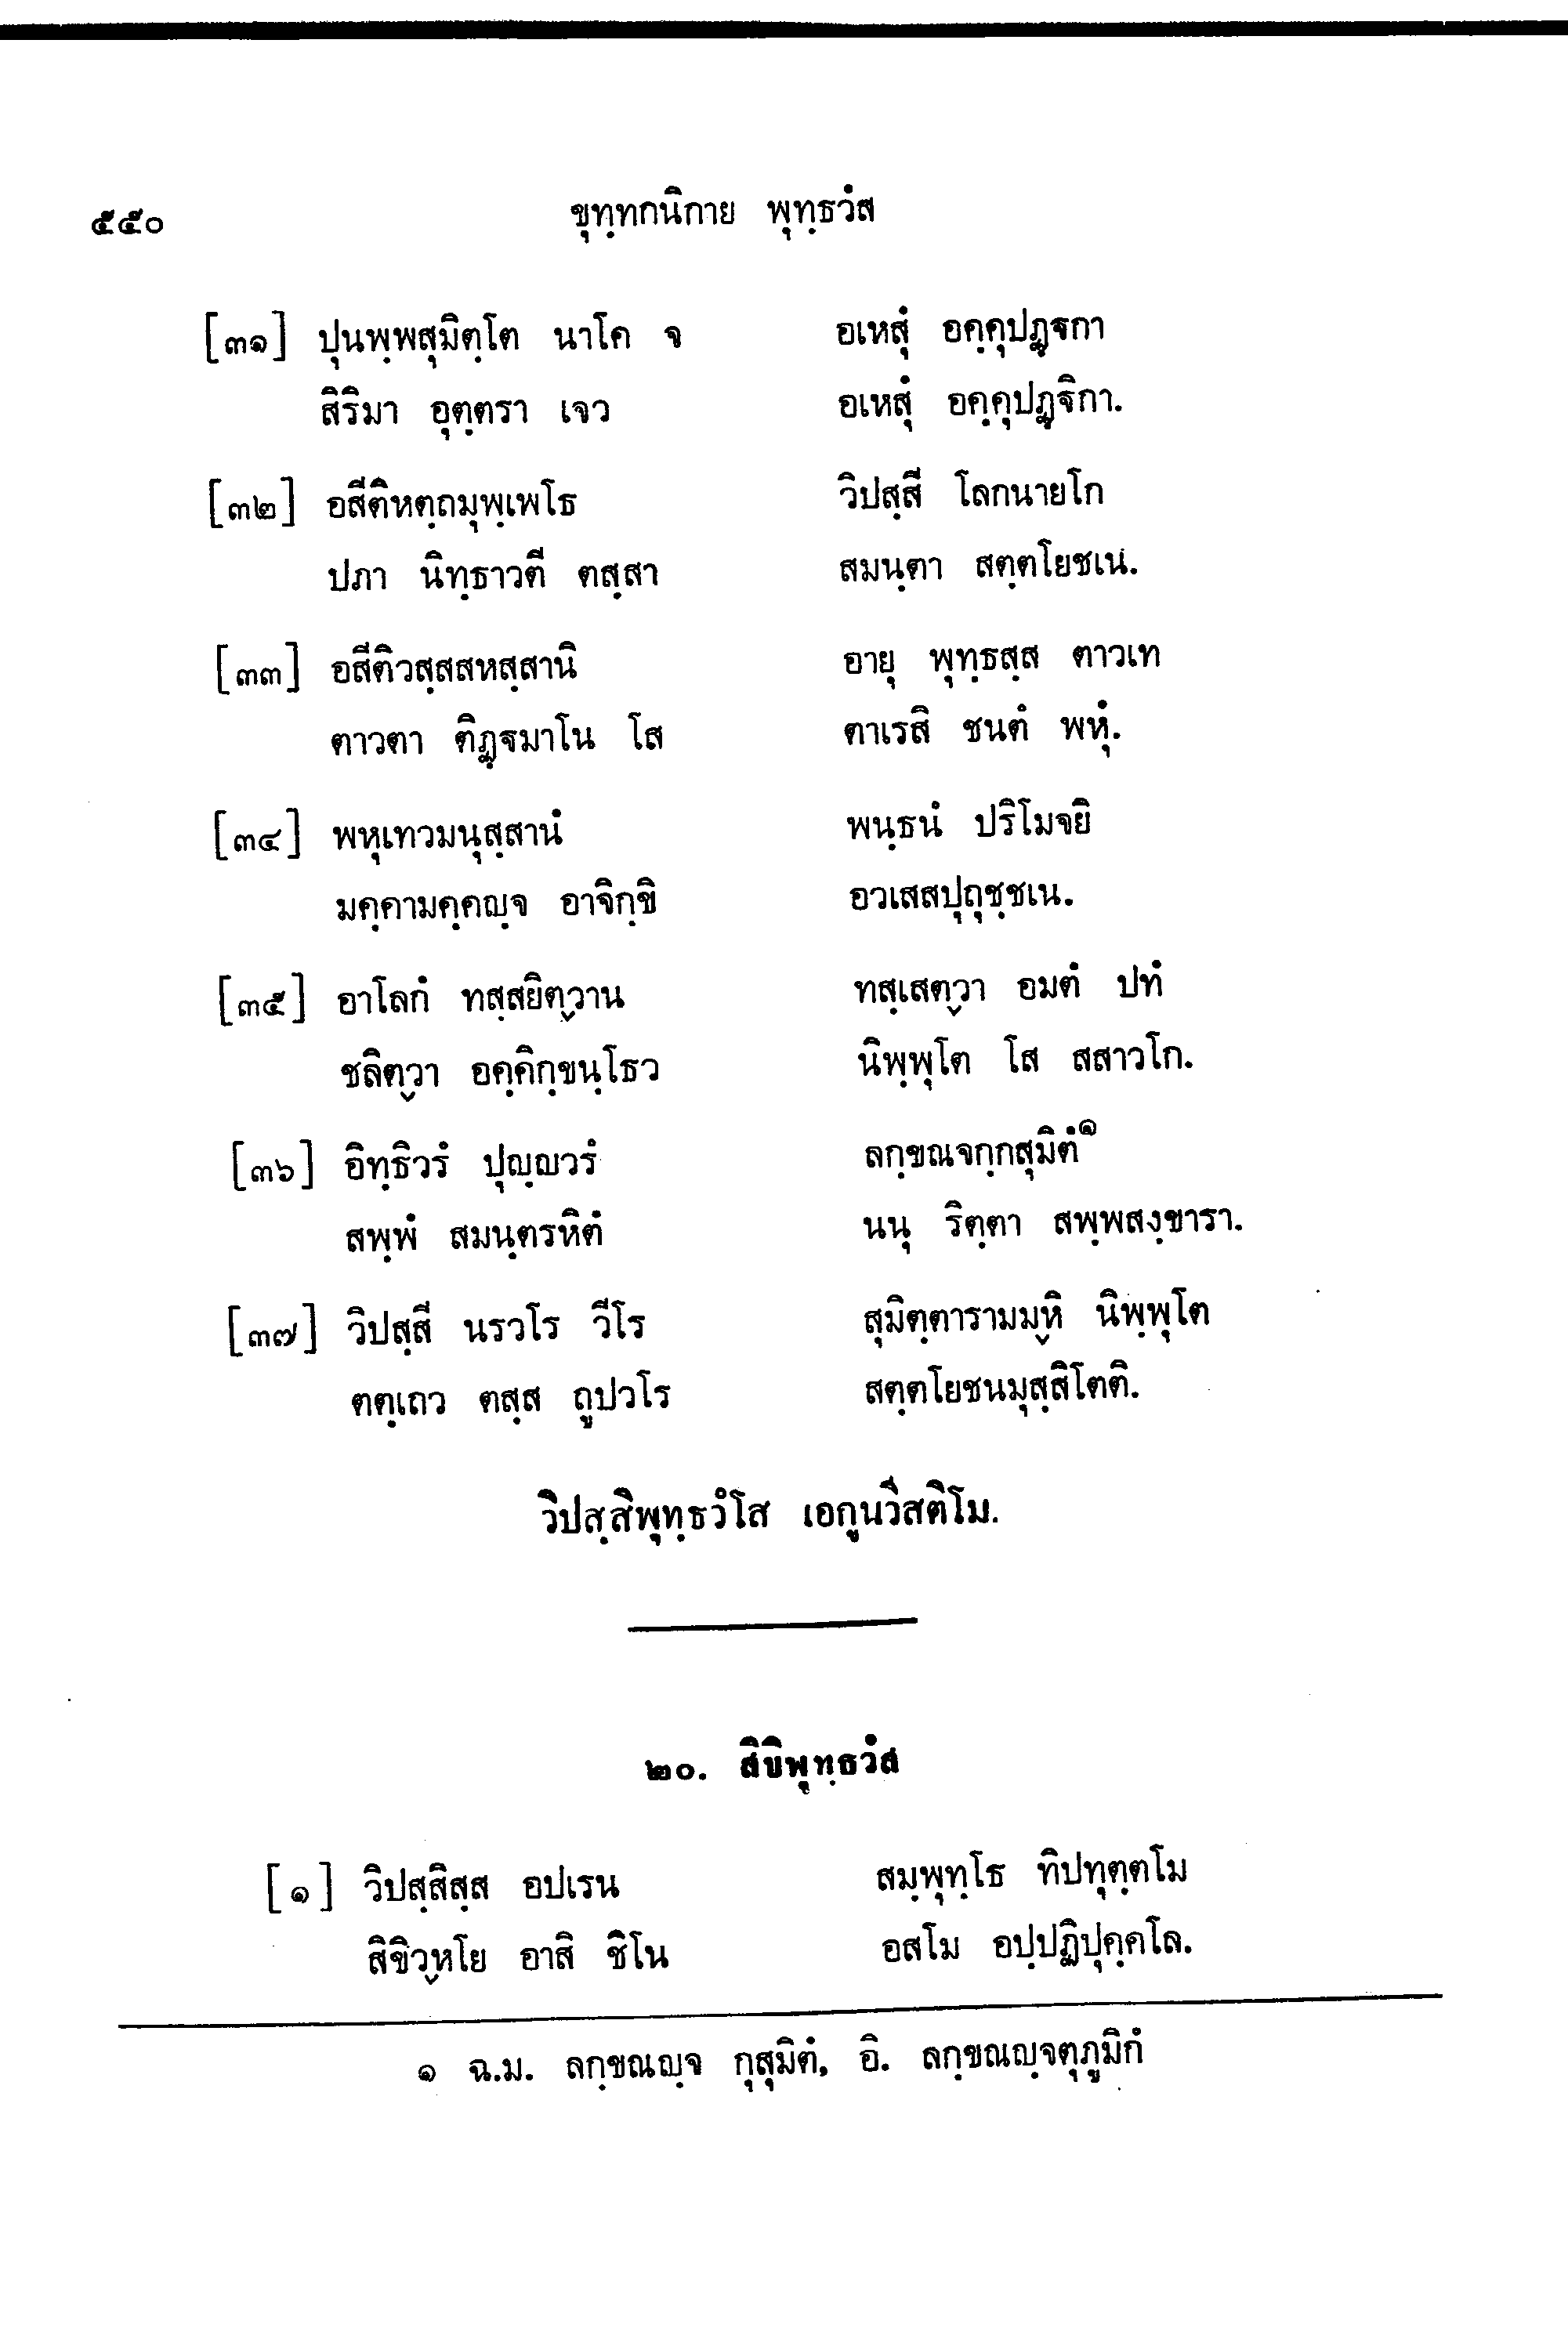 ๕๕๐ ขุทฺทกนิกาย พุทฺธวํส
[๓๑] ปุนพฺพสุมิตฺโต นาโค จ อเหสุํ อคฺคุปฏฺฐกา
สิริมา อุตฺตรา เจว อเหสุํ อคฺคุปฏฺฐิกา.
[๓๒] อสีติหตฺถมุพฺเพโธ วิปสฺสี โลกนายโก
ปภา นิทฺธาวตี ตสฺสา สมนฺตา สตฺตโยชเน.
[๓๓] อสีติวสฺสสหสฺสานิ อายุ พุทฺธสฺส ตาวเท
ตาวตา ติฏฺฐมาโน โส ตาเรสิ ชนตํ พหุํ.
[๓๔] พหุเทวมนุสฺสานํ พนฺธนํ ปริโมจยิ
มคฺคามคฺคญฺจ อาจิกฺขิ อวเสสปุถุชฺชเน.
[๓๕] อาโลกํ ทสฺสยิตฺวาน ทสฺเสตฺวา อมตํ ปทํ
ชลิตฺวา อคฺคิกฺขนฺโธว นิพฺพุโต โส สสาวโก.
[๓๖] อิทฺธิวรํ ปุญฺญวรํ ลกฺขณจกฺกสุมิตํ๑
สพฺพํ สมนฺตรหิตํ นนุ ริตฺตา สพฺพสงฺขารา.
[๓๗] วิปสฺสี นรวโร วีโร สุมิตฺตารามมฺหิ นิพฺพุโต
ตตฺเถว ตสฺส ถูปวโร สตฺตโยชนมุสฺสิโตติ.
วิปสฺสิพุทฺธวํโส เอกูนวีสติโม.
๒๐. สิขิพุทฺธวํส
[๑] วิปสฺสิสฺส อปเรน สมฺพุทฺโธ ทิปทุตฺตโม
สิขิวฺหโย อาสิ ชิโน อสโม อปฺปฏิปุคฺคโล.
๑ ฉ.ม. ลกฺขณญฺจ กุสุมิตํ, อิ. ลกฺขณญฺจตุภูมิกํ